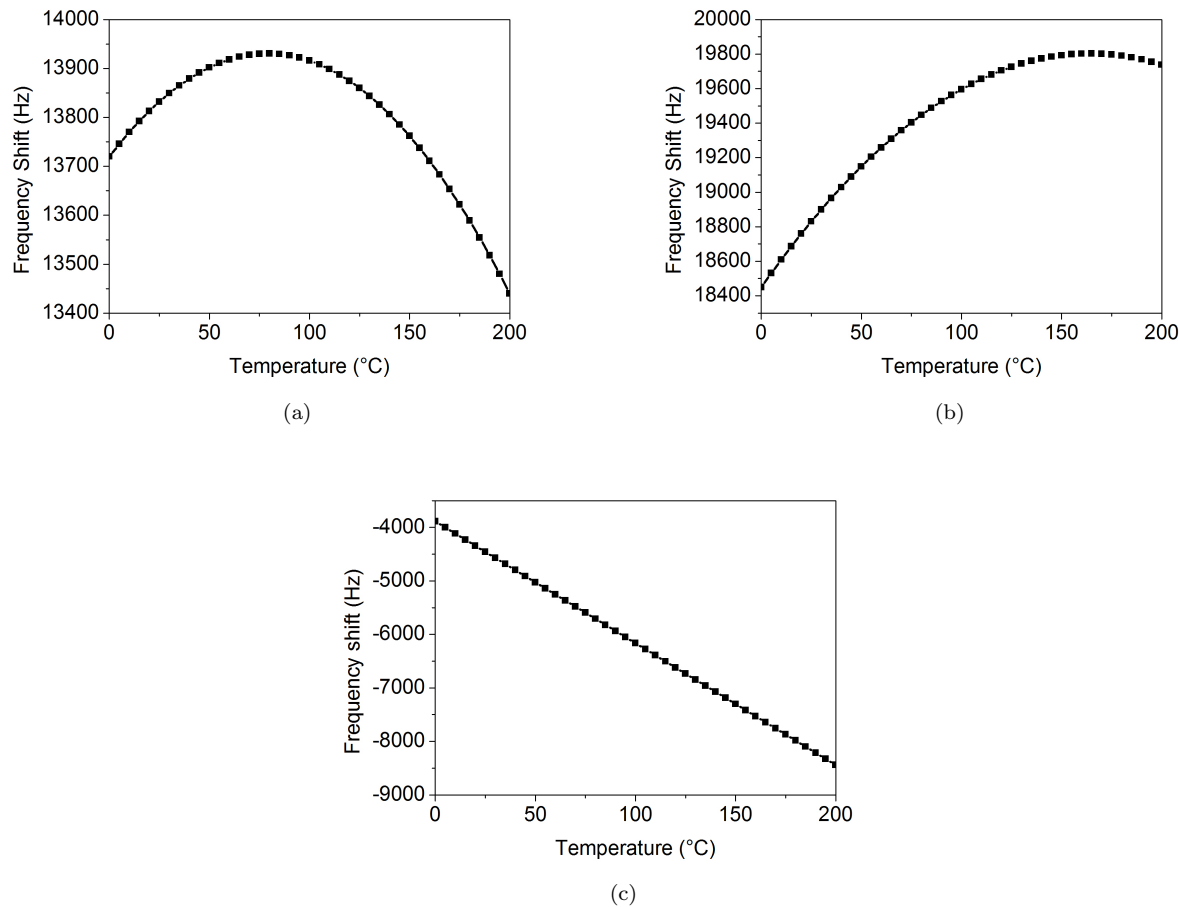 14000
13900
13800
13700
13600
13500
13400
0 50 100 150 200
Frequency Shift (Hz)
Temperature (°C)
(a)
20000
19800
19600
19400
19200
19000
18800
18600
18400
0 50 100 150 200
Frequency Shift (Hz)
Temperature (°C)
(b)
-4000
-5000
-6000
-7000
-8000
-9000
0 50 100 150 200
Frequency shift (Hz)
Temperature (°C)
(c)